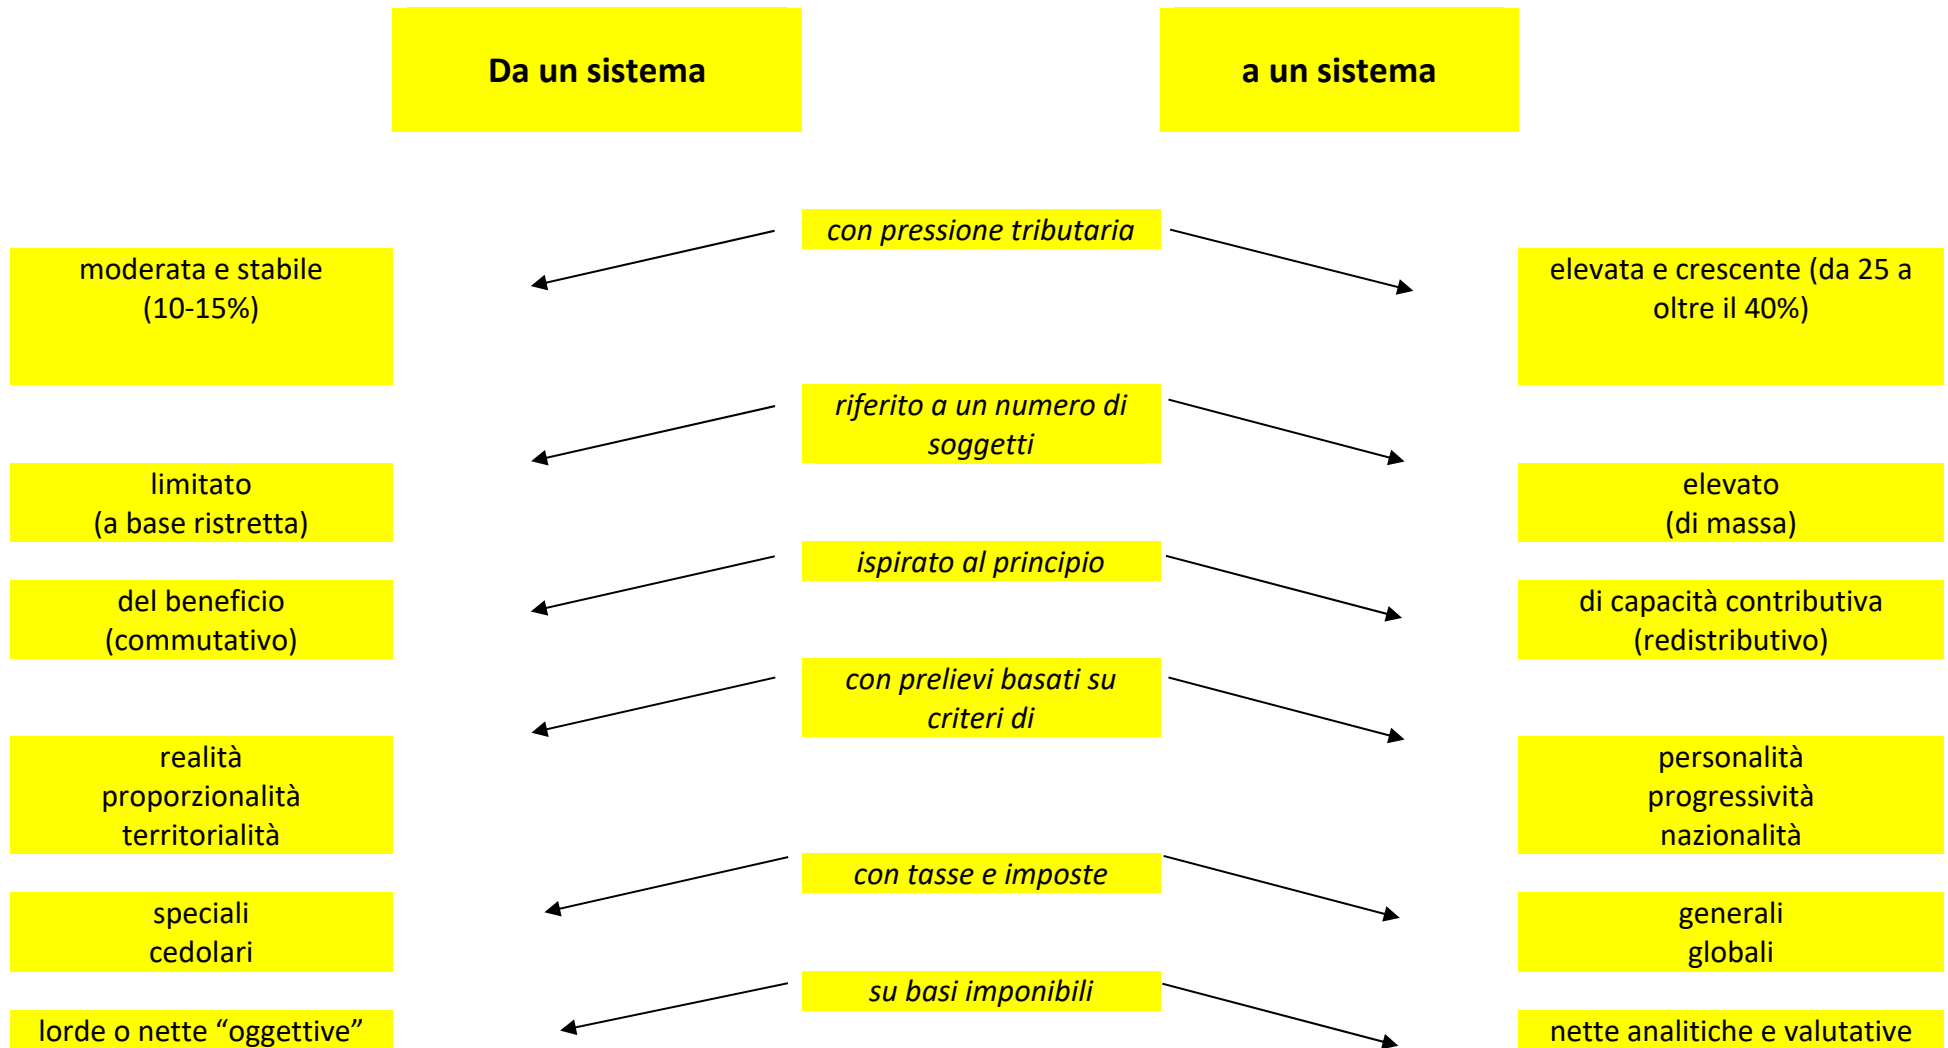 Da un sistema
a un sistema
con pressione tributaria
moderata e stabile
(10-15%)
elevata e crescente (da 25 a
oltre il 40%)
riferito a un numero di
soggetti
limitato
(a base ristretta)
elevato
(di massa)
ispirato al principio
del beneficio
(commutativo)
di capacità contributiva
(redistributivo)
con prelievi basati su
criteri di
realità
proporzionalità
territorialità
personalità
progressività
nazionalità
con tasse e imposte
speciali
cedolari
generali
globali
su basi imponibili
lorde o nette “oggettive”
nette analitiche e valutative